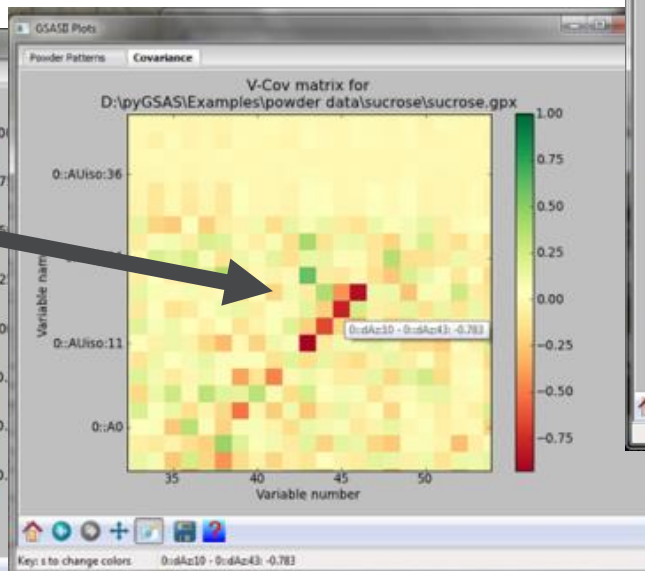 GSASII Plots
Powder Patterns Covariance
V-Cov matrix for
D:\pyGSAS\Examples\powder data\sucrose\sucrose.gpx
1.00
0.75
0.50
0.25
0.00
−0.25
−0.50
−0.75
0::AUiso:36
0::AUiso:11
0::A0
Variable
0::dAz:10 - 0::dAz:43: -0.783
35 40 45 50
Variable number
Key: s to change colors 0::dAz:10 - 0::dAz:43: -0.783